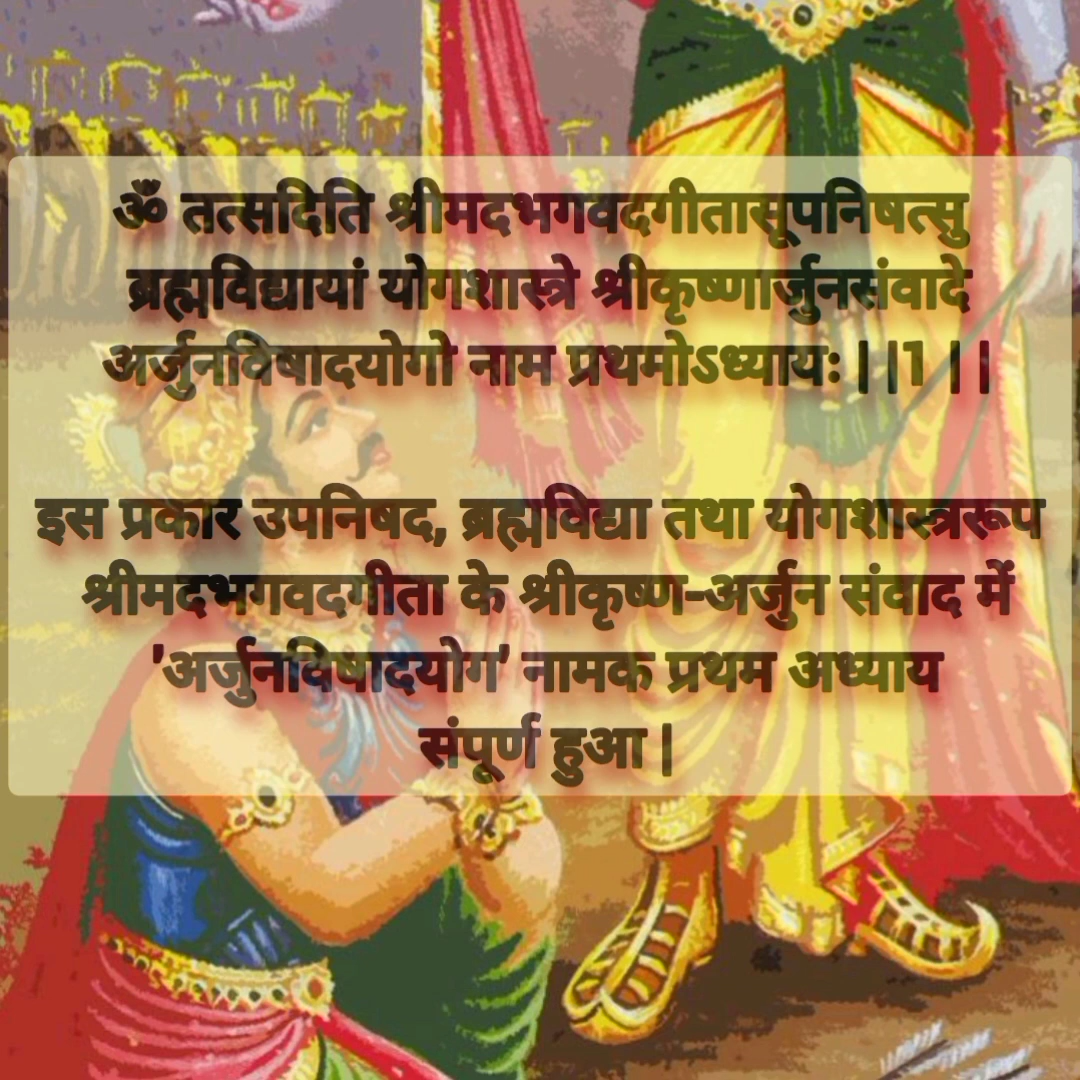 ॐ तत्सदिति श्रीमदभगवदगीतासूपनिषत्सु
ब्रह्मविद्यायां योगशास्त्रे श्रीकृष्णार्जुनसंवादे
अर्जुनविषादयोगो नाम प्रथमोऽध्यायः||1||
इस प्रकार उपनिषद, ब्रह्मविद्या तथा योगशास्त्ररूप
श्रीमदभगवदगीता के श्रीकृष्ण-अर्जुन संवाद में
'अर्जुनविषादयोग' नामक प्रथम अध्याय
संपूर्ण हुआ|